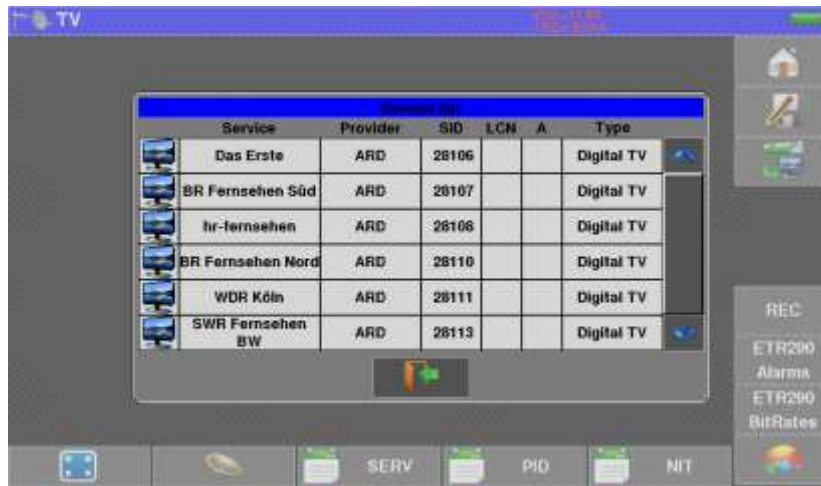 TV
Service Provider SID LCN A Type
Das Erste ARD 28106 Digital TV
BR Fernsehen Süd ARD 28107 Digital TV
hr-fernsehen ARD 28108 Digital TV
BR Fernsehen Nord ARD 28110 Digital TV
WDR Köln ARD 28111 Digital TV
SWR Fernsehen
BW ARD 28113 Digital TV
REC
ETR290
Alarms
ETR290
BitRates
SERV PID NIT